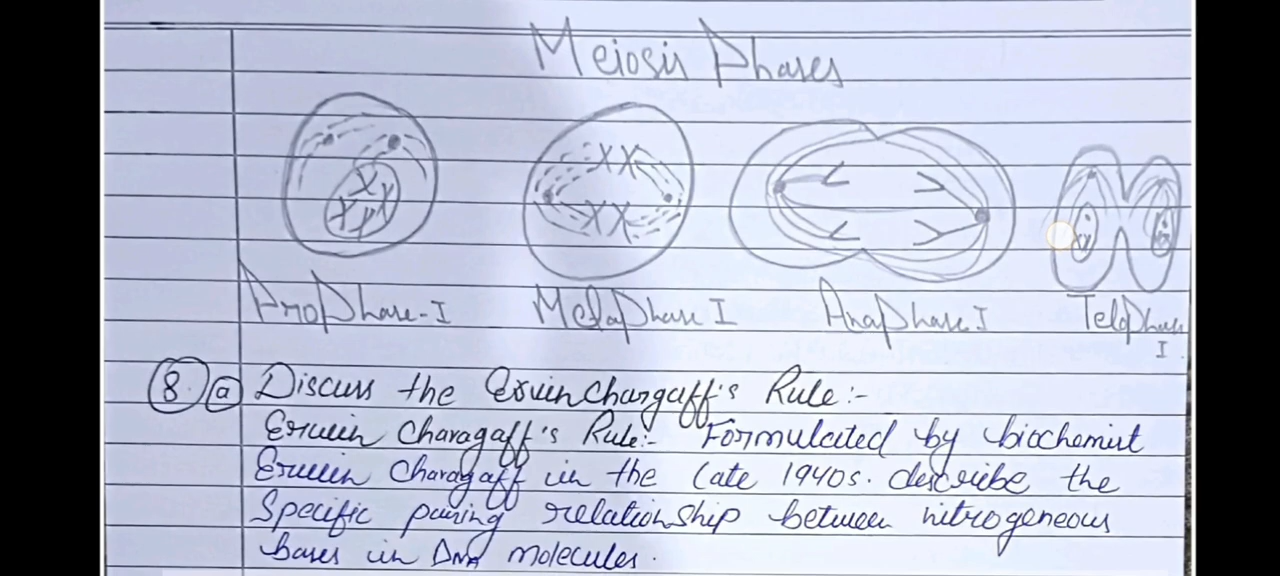 Meiosis Phases
Prophase-I Metaphase I Anaphase I Telophase I
8. a Discuss the Erwin chargaff's Rule:-
Erwin Charagaff's Rule:- Formulated by biochemist
Erwin Charagaff in the late 1940s. describe the
Specific pairing relationship between nitrogeneous
bases in DNA molecules.